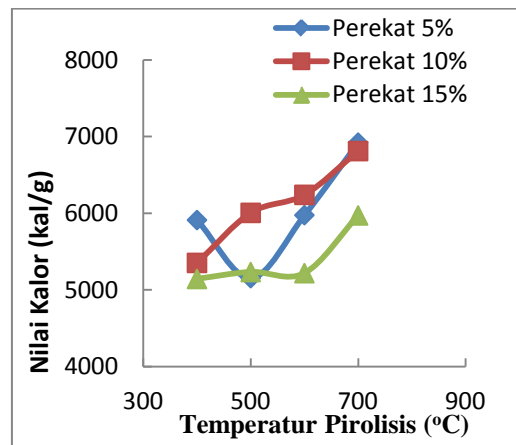 Perekat 5%
Perekat 10%
Perekat 15%
Nilai Kalor (kal/g)
8000
7000
6000
5000
4000
300 500 700 900
Temperatur Pirolisis (ºC)